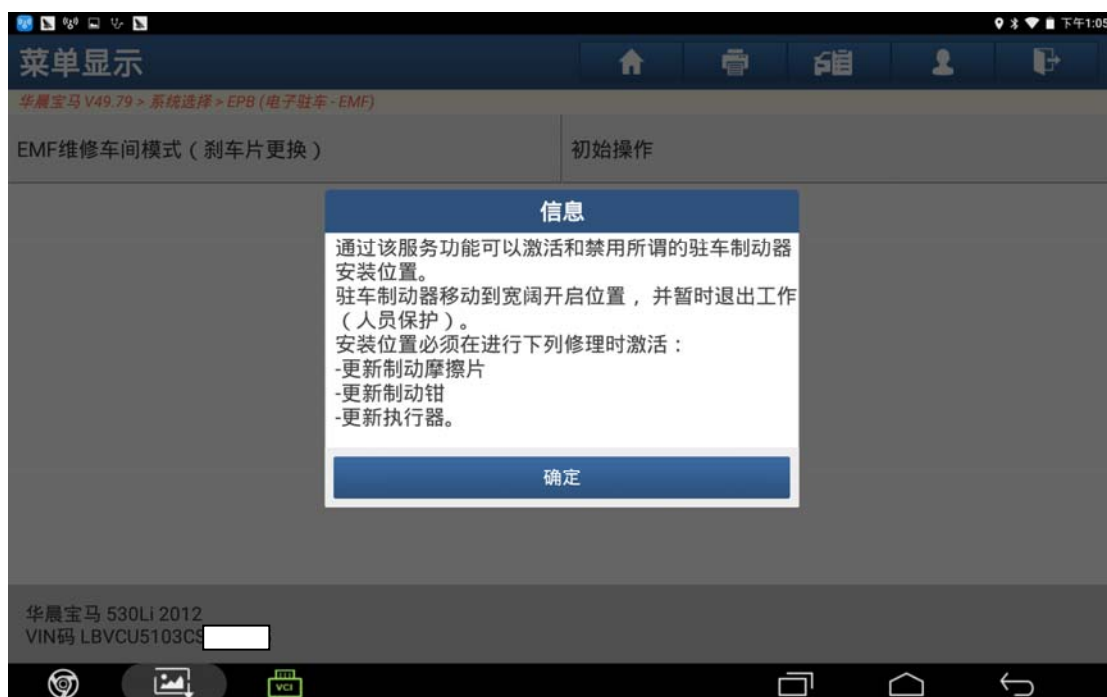 下午1:05
菜单显示
华晨宝马 V49.79 > 系统选择 > EPB (电子驻车 - EMF)
EMF维修车间模式（刹车片更换）
初始操作
信息
通过该服务功能可以激活和禁用所谓的驻车制动器
安装位置。
驻车制动器移动到宽阔开启位置，并暂时退出工作
（人员保护）。
安装位置必须在进行下列修理时激活：
-更新制动摩擦片
-更新制动钳
-更新执行器。
确定
华晨宝马 530Li 2012
VIN码 LBVCU5103CS
VCI